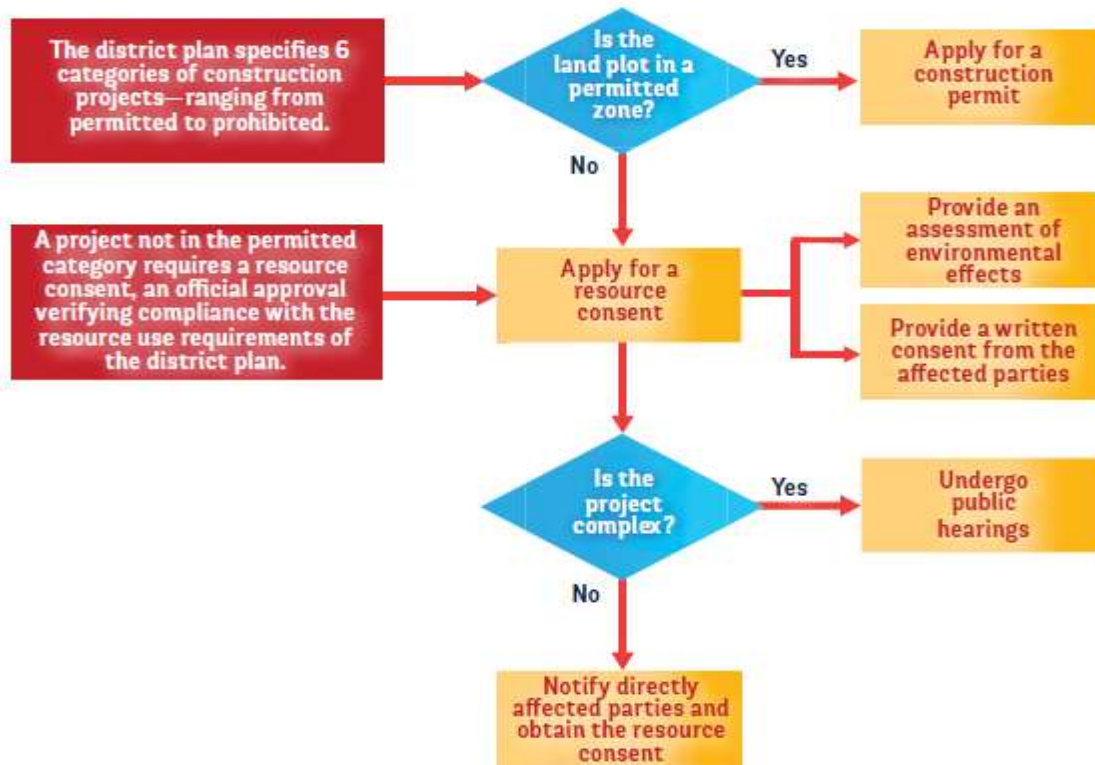 The district plan specifies 6
categories of construction
projects—ranging from
permitted to prohibited.
Is the
land plot in a
permitted
zone?
Yes
Apply for a
construction
permit
No
A project not in the permitted
category requires a resource
consent, an official approval
verifying compliance with the
resource use requirements of
the district plan.
Apply for a
resource
consent
Provide an
assessment of
environmental
effects
Provide a written
consent from the
affected parties
Is the
project
complex?
Yes
Undergo
public
hearings
No
Notify directly
affected parties and
obtain the resource
consent